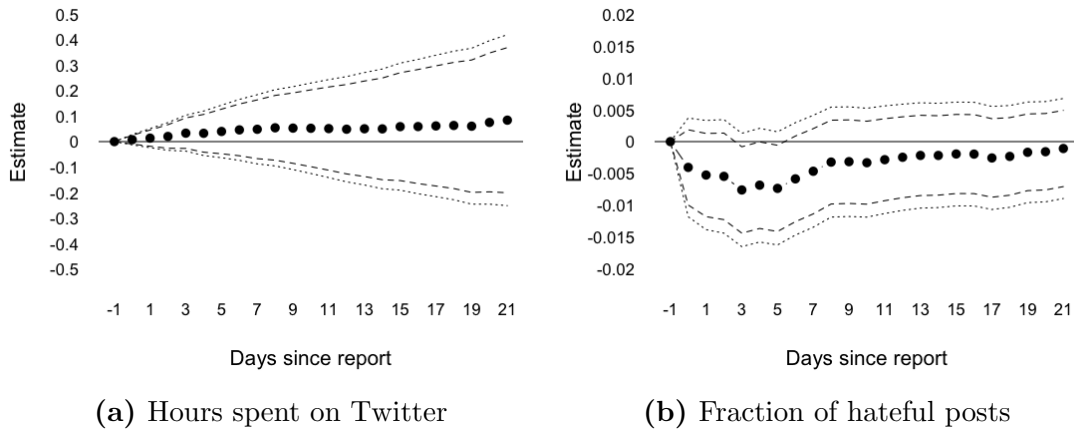 0.5
0.4
0.3
0.2
0.1
0
-0.1
-0.2
-0.3
-0.4
-0.5
Estimate
-1 1 3 5 7 9 11 13 15 17 19 21
Days since report
(a) Hours spent on Twitter
0.02
0.015
0.01
0.005
0
-0.005
-0.01
-0.015
-0.02
Estimate
-1 1 3 5 7 9 11 13 15 17 19 21
Days since report
(b) Fraction of hateful posts